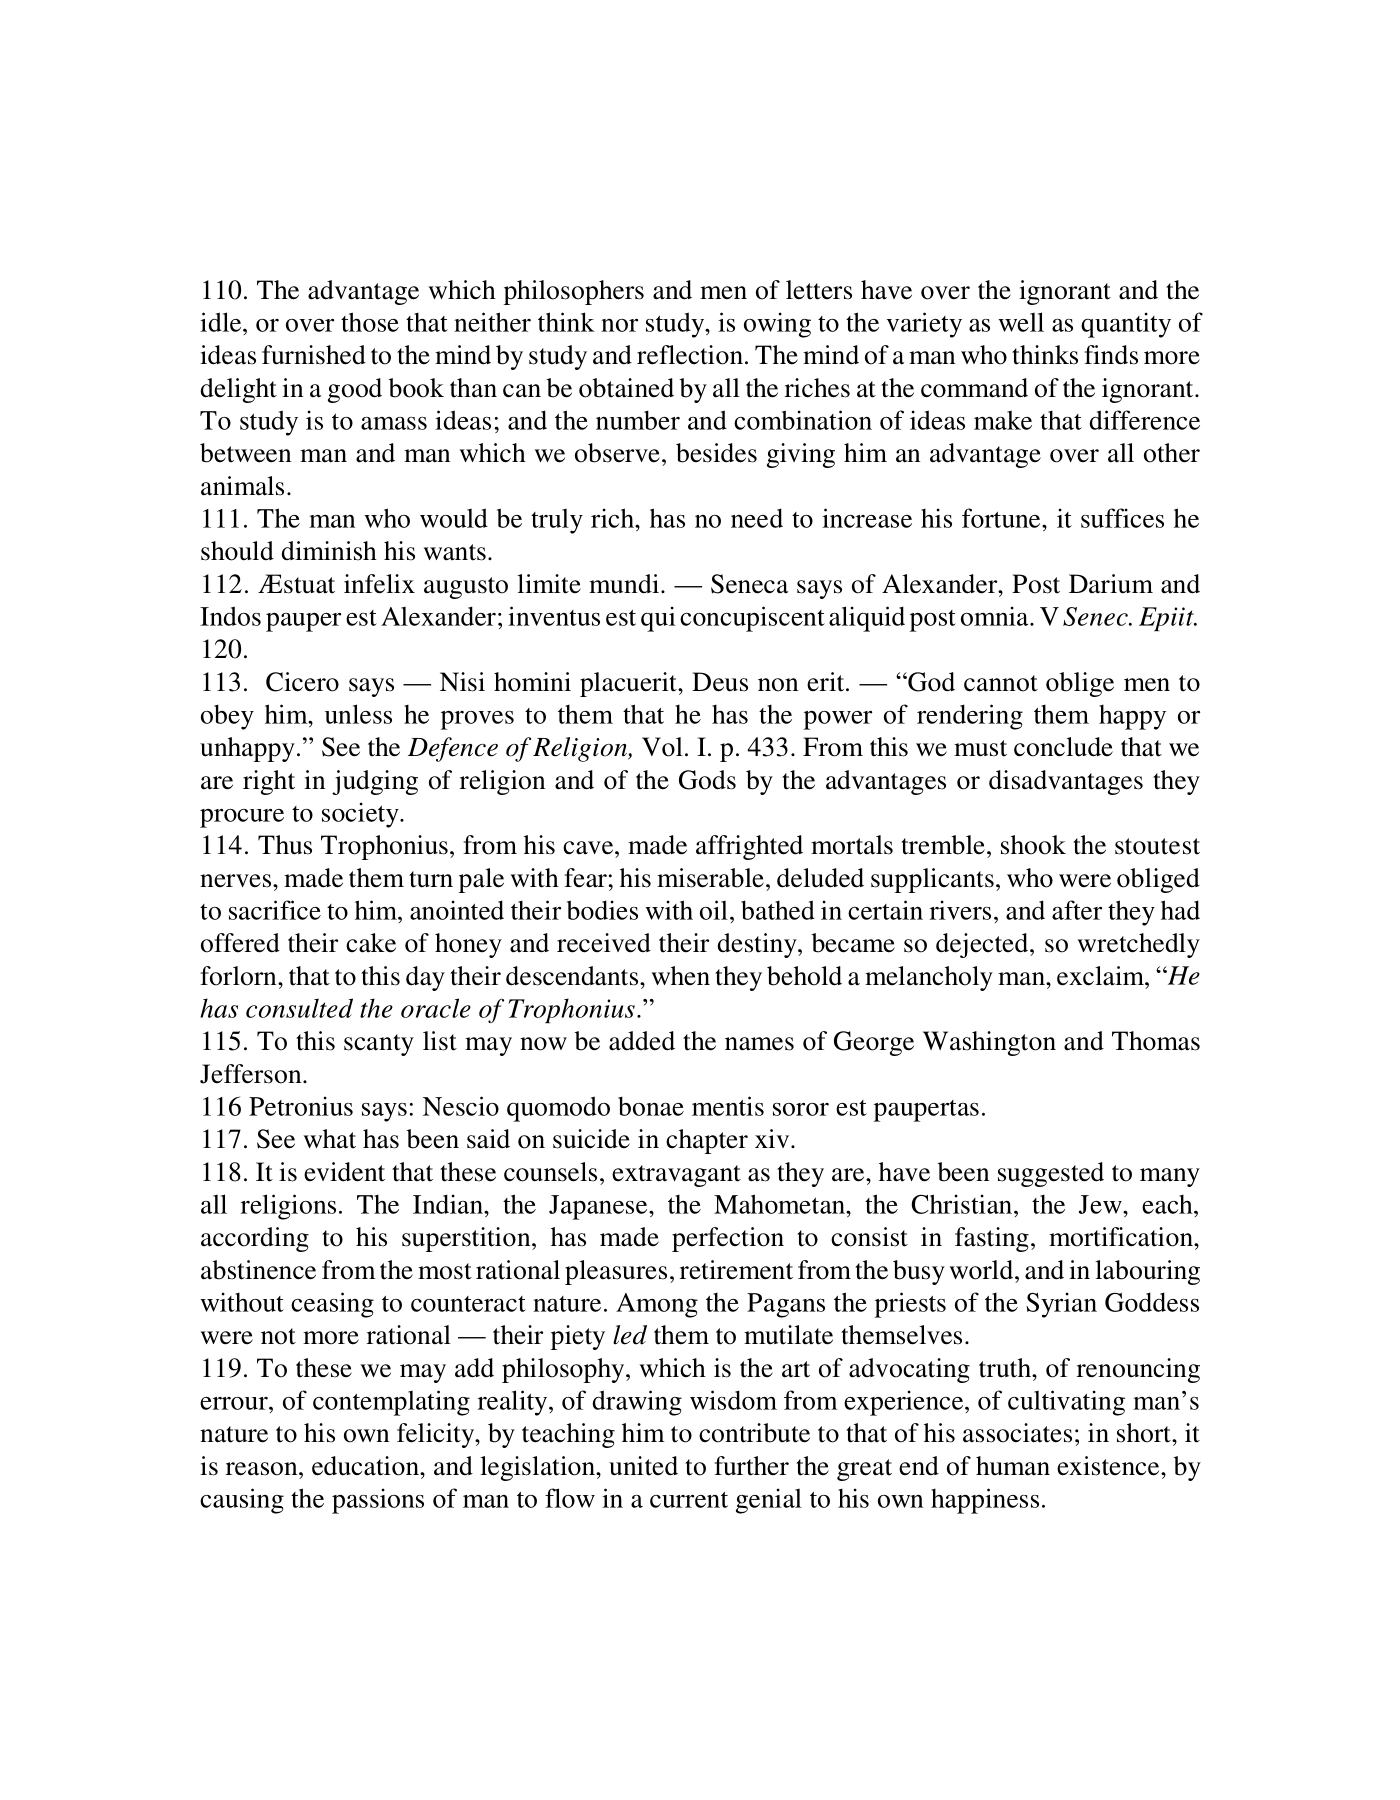 110. The advantage which philosophers and men of letters have over the ignorant and the
idle, or over those that neither think nor study, is owing to the variety as well as quantity of
ideas furnished to the mind by study and reflection. The mind of a man who thinks finds more
delight in a good book than can be obtained by all the riches at the command of the ignorant.
To study is to amass ideas; and the number and combination of ideas make that difference
between man and man which we observe, besides giving him an advantage over all other
animals.
111. The man who would be truly rich, has no need to increase his fortune, it suffices he
should diminish his wants.
112. Æstuat infelix augusto limite mundi. — Seneca says of Alexander, Post Darium and
Indos pauper est Alexander; inventus est qui concupiscent aliquid post omnia. V Senec. Epiit.
120.
113. Cicero says — Nisi homini placuerit, Deus non erit. — “God cannot oblige men to
obey him, unless he proves to them that he has the power of rendering them happy or
unhappy.” See the Defence of Religion, Vol. I. p. 433. From this we must conclude that we
are right in judging of religion and of the Gods by the advantages or disadvantages they
procure to society.
114. Thus Trophonius, from his cave, made affrighted mortals tremble, shook the stoutest
nerves, made them turn pale with fear; his miserable, deluded supplicants, who were obliged
to sacrifice to him, anointed their bodies with oil, bathed in certain rivers, and after they had
offered their cake of honey and received their destiny, became so dejected, so wretchedly
forlorn, that to this day their descendants, when they behold a melancholy man, exclaim, “He
has consulted the oracle of Trophonius.”
115. To this scanty list may now be added the names of George Washington and Thomas
Jefferson.
116 Petronius says: Nescio quomodo bonae mentis soror est paupertas.
117. See what has been said on suicide in chapter xiv.
118. It is evident that these counsels, extravagant as they are, have been suggested to many
all religions. The Indian, the Japanese, the Mahometan, the Christian, the Jew, each,
according to his superstition, has made perfection to consist in fasting, mortification,
abstinence from the most rational pleasures, retirement from the busy world, and in labouring
without ceasing to counteract nature. Among the Pagans the priests of the Syrian Goddess
were not more rational — their piety led them to mutilate themselves.
119. To these we may add philosophy, which is the art of advocating truth, of renouncing
errour, of contemplating reality, of drawing wisdom from experience, of cultivating man’s
nature to his own felicity, by teaching him to contribute to that of his associates; in short, it
is reason, education, and legislation, united to further the great end of human existence, by
causing the passions of man to flow in a current genial to his own happiness.